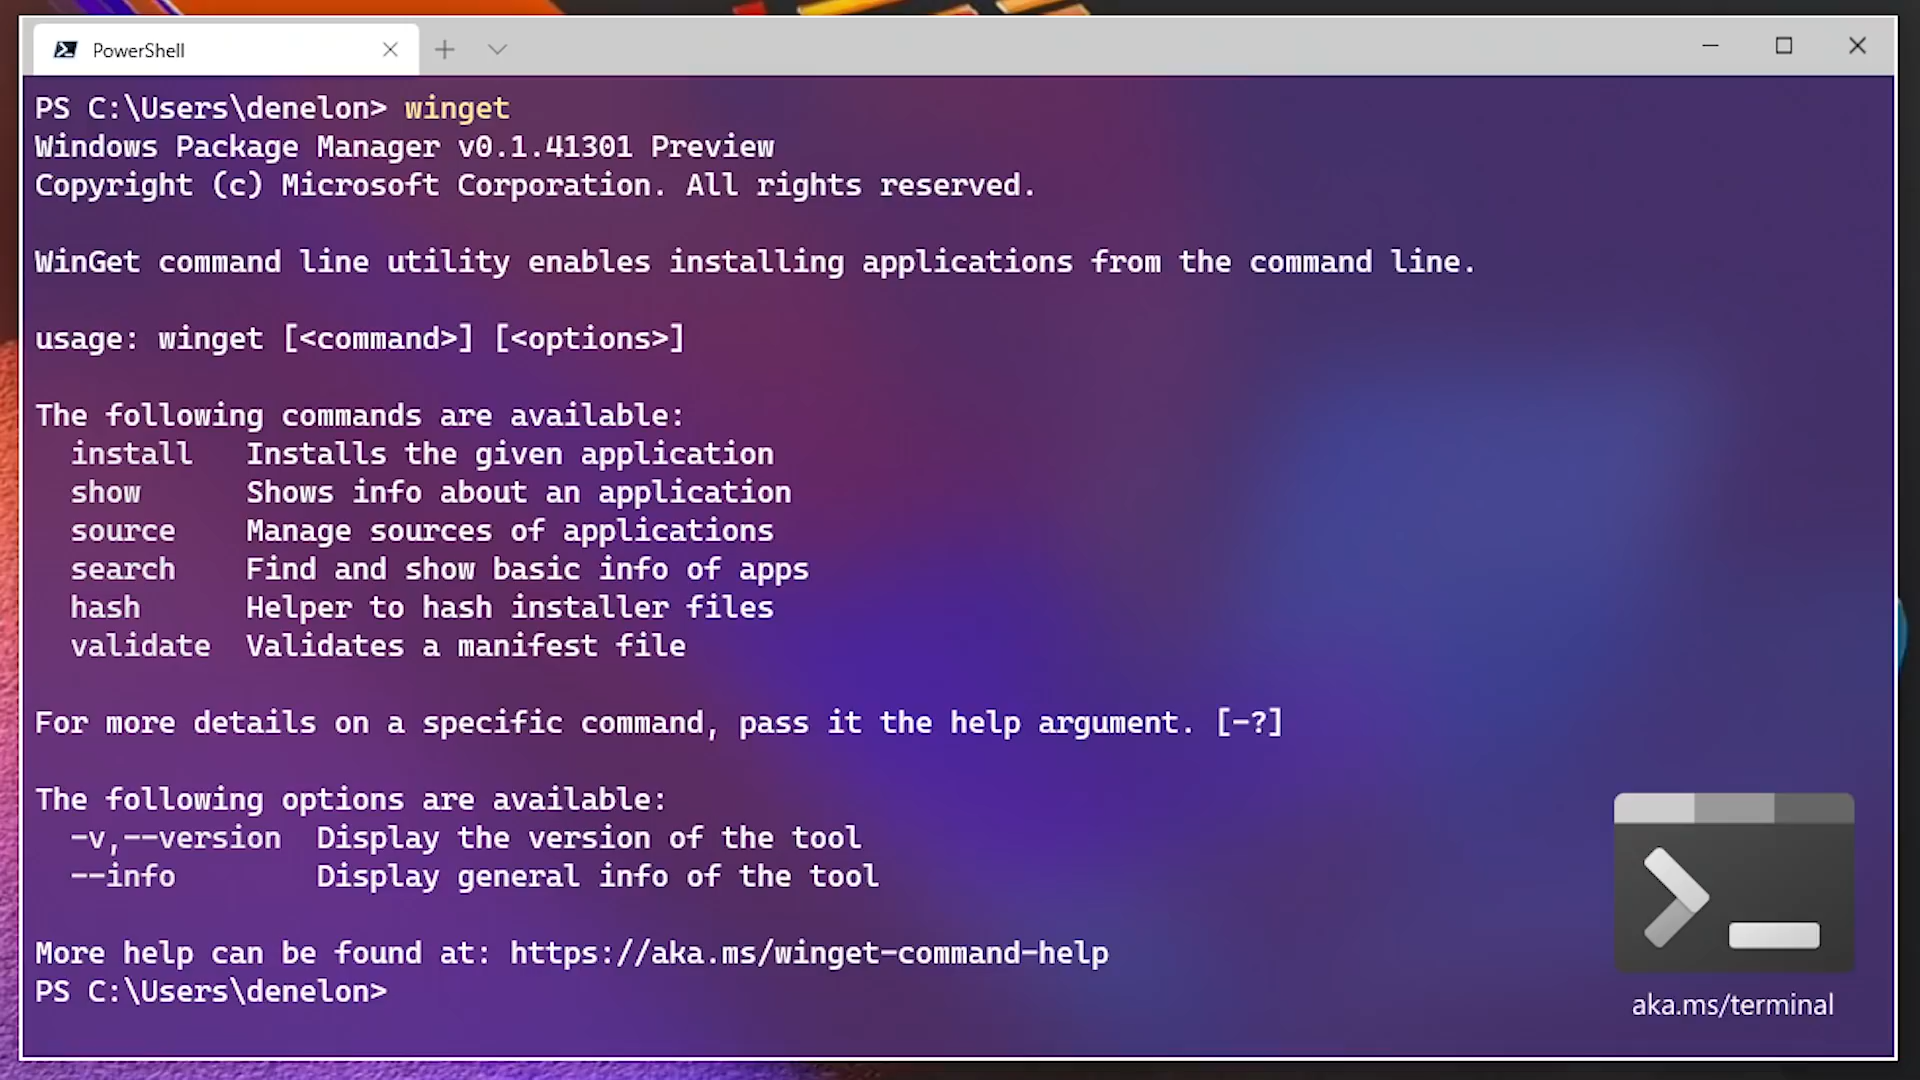 PowerShell
PS C:\Users\denelon> winget
Windows Package Manager v0.1.41301 Preview
Copyright (c) Microsoft Corporation. All rights reserved.
WinGet command line utility enables installing applications from the command line.
usage: winget [<command>] [<options>]
The following commands are available:
install Installs the given application
show Shows info about an application
source Manage sources of applications
search Find and show basic info of apps
hash Helper to hash installer files
validate Validates a manifest file
For more details on a specific command, pass it the help argument. [-?]
The following options are available:
-v,--version Display the version of the tool
--info Display general info of the tool
More help can be found at: https://aka.ms/winget-command-help
PS C:\Users\denelon>
aka.ms/terminal